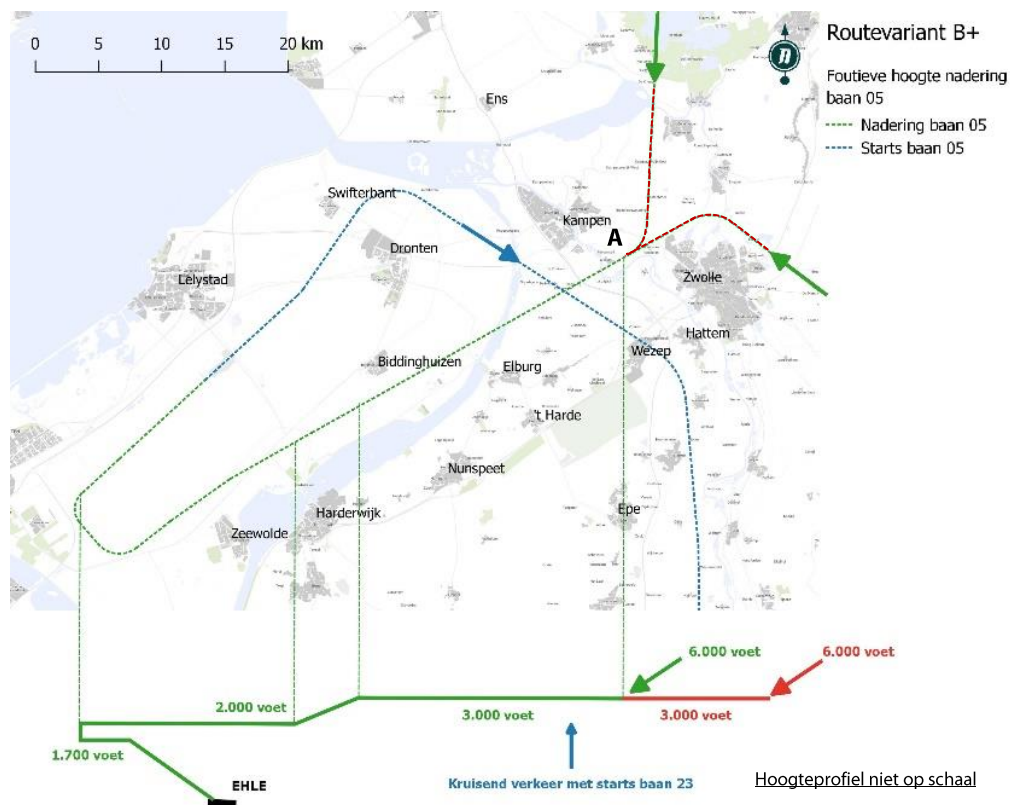 0 5 10 15 20 km
Routevariant B+
Foutieve hoogte nadering
baan 05
Nadering baan 05
Starts baan 05
Ens
Swifterbant
Kampen
A
Dronten
Lelystad
Zwolle
Hattem
Wezep
Biddinghuizen
Elburg
't Harde
Nunspeet
Harderwijk
Epe
Zeewolde
6.000 voet
6.000 voet
2.000 voet
3.000 voet
3.000 voet
1.700 voet
EHLE
Kruisend verkeer met starts baan 23
Hoogteprofiel niet op schaal